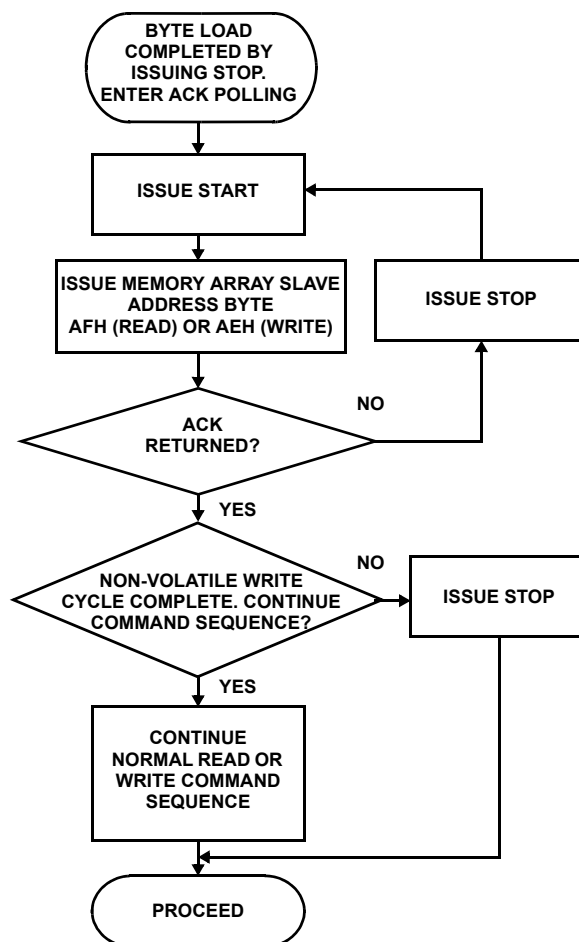 BYTE LOAD
COMPLETED BY
ISSUING STOP.
ENTER ACK POLLING
ISSUE START
ISSUE MEMORY ARRAY SLAVE
ADDRESS BYTE
AFH (READ) OR AEH (WRITE)
ISSUE STOP
ACK
RETURNED?
NO
YES
NON-VOLATILE WRITE
CYCLE COMPLETE. CONTINUE
COMMAND SEQUENCE?
NO
ISSUE STOP
YES
CONTINUE
NORMAL READ OR
WRITE COMMAND
SEQUENCE
PROCEED